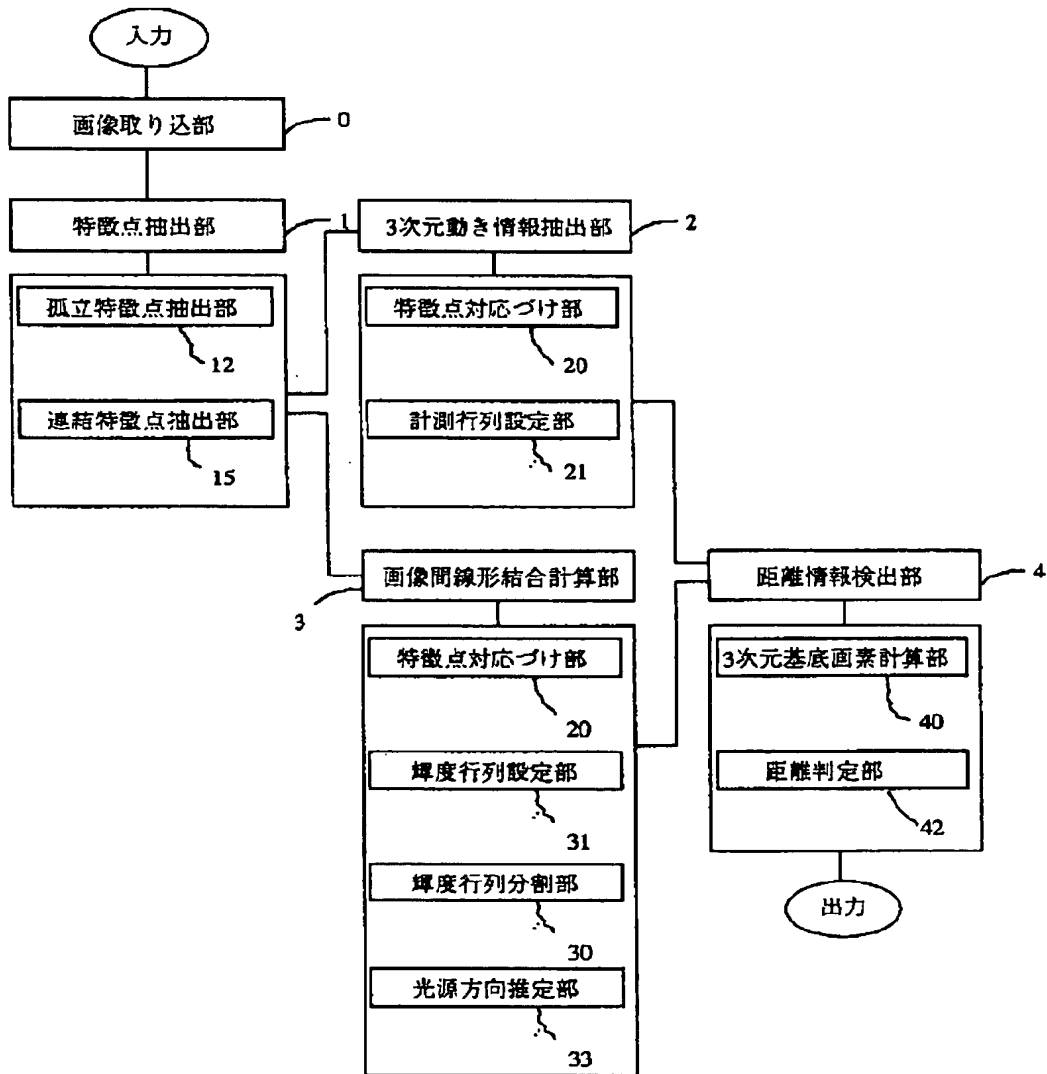 入力
画像取り込部
0
特徴点抽出部
1
3次元動き情報抽出部
2
孤立特徴点抽出部
12
連結特徴点抽出部
15
特徴点対応づけ部
20
計測行列設定部
21
画像間線形結合計算部
3
特徴点対応づけ部
20
輝度行列設定部
31
輝度行列分割部
30
光源方向推定部
33
距離情報検出部
4
3次元基底画素計算部
40
距離判定部
42
出力